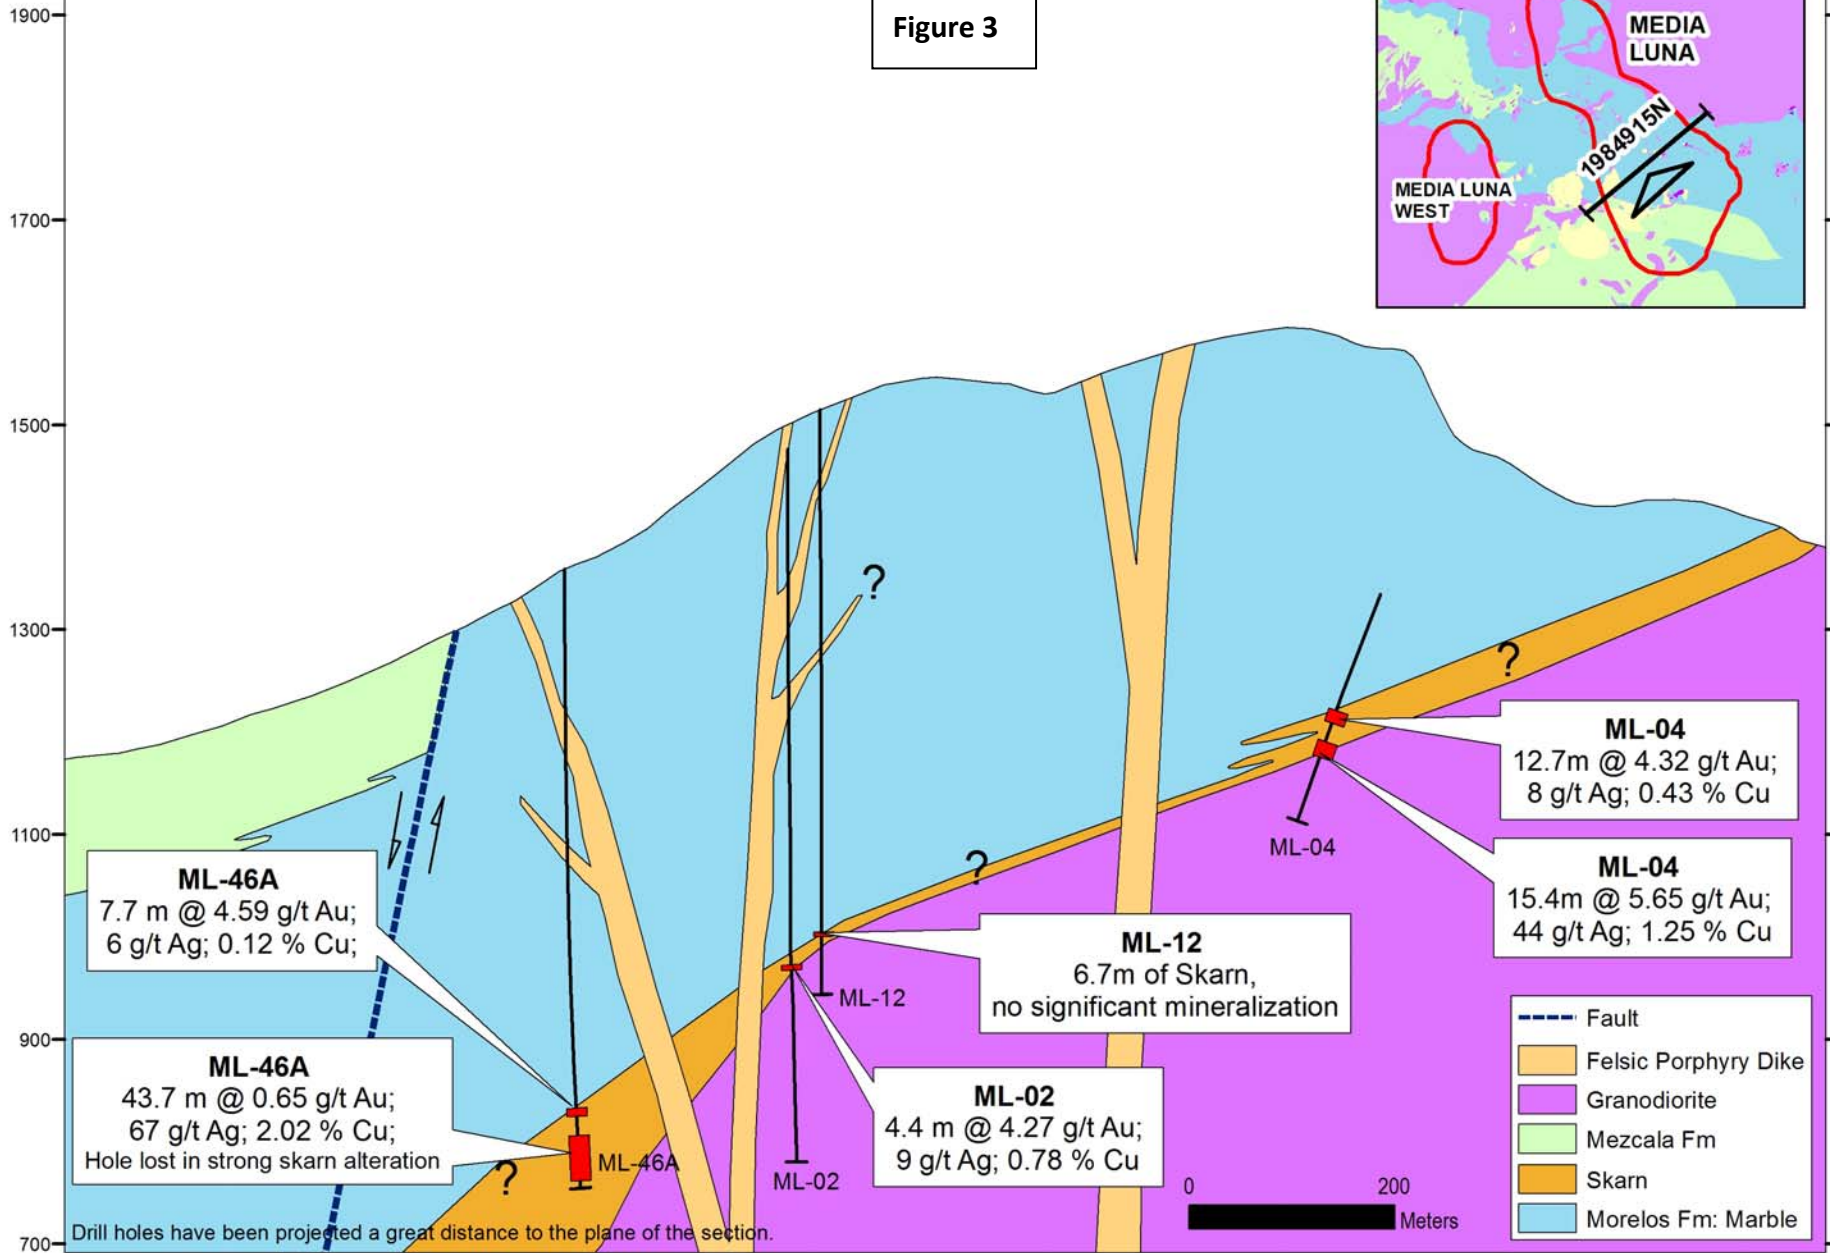 Figure 3
1900
1700
1500
1300
1100
900
700
MEDIA
LUNA
1984915N
MEDIA LUNA
WEST
?
?
?
?
ML-04
12.7m @ 4.32 g/t Au;
8 g/t Ag; 0.43 % Cu
ML-04
15.4m @ 5.65 g/t Au;
44 g/t Ag; 1.25 % Cu
ML-04
ML-46A
7.7 m @ 4.59 g/t Au;
6 g/t Ag; 0.12 % Cu;
ML-46A
43.7 m @ 0.65 g/t Au;
67 g/t Ag; 2.02 % Cu;
Hole lost in strong skarn alteration
ML-46A
ML-12
6.7m of Skarn,
no significant mineralization
ML-12
ML-02
4.4 m @ 4.27 g/t Au;
9 g/t Ag; 0.78 % Cu
ML-02
0 200
Meters
Fault
Felsic Porphyry Dike
Granodiorite
Mezcala Fm
Skarn
Morelos Fm: Marble
Drill holes have been projected a great distance to the plane of the section.